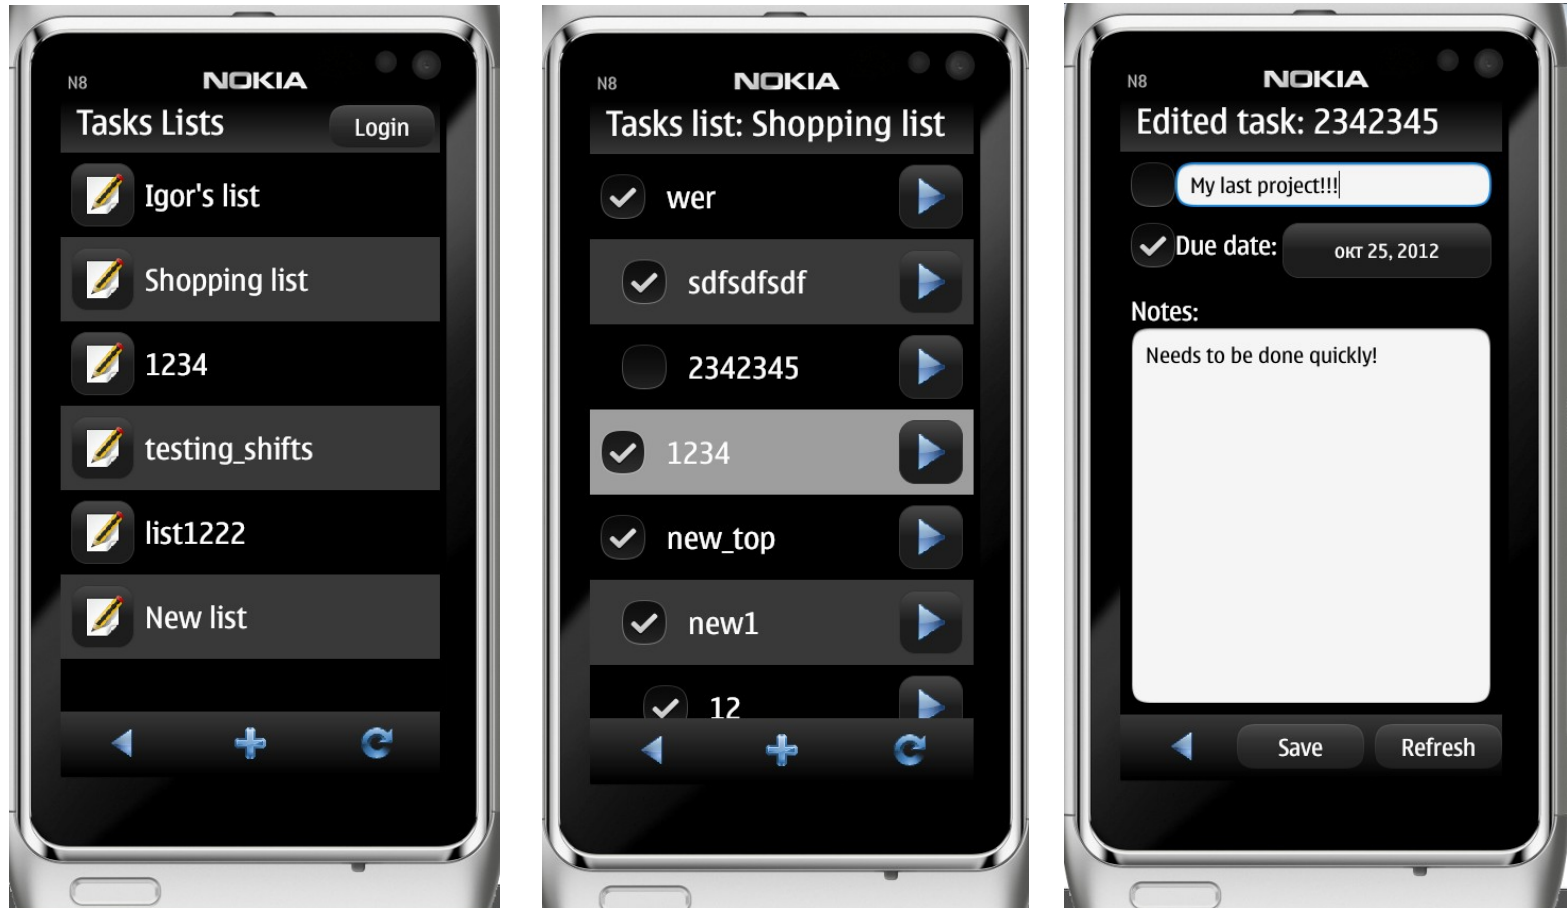 N8
NOKIA
Tasks Lists
Login
Igor's list
Shopping list
1234
testing_shifts
list1222
New list
N8
NOKIA
Tasks list: Shopping list
wer
sdfsdfsdf
2342345
1234
new_top
new1
12
N8
NOKIA
Edited task: 2342345
My last project!!!
Due date:
окт 25, 2012
Notes:
Needs to be done quickly!
Save
Refresh